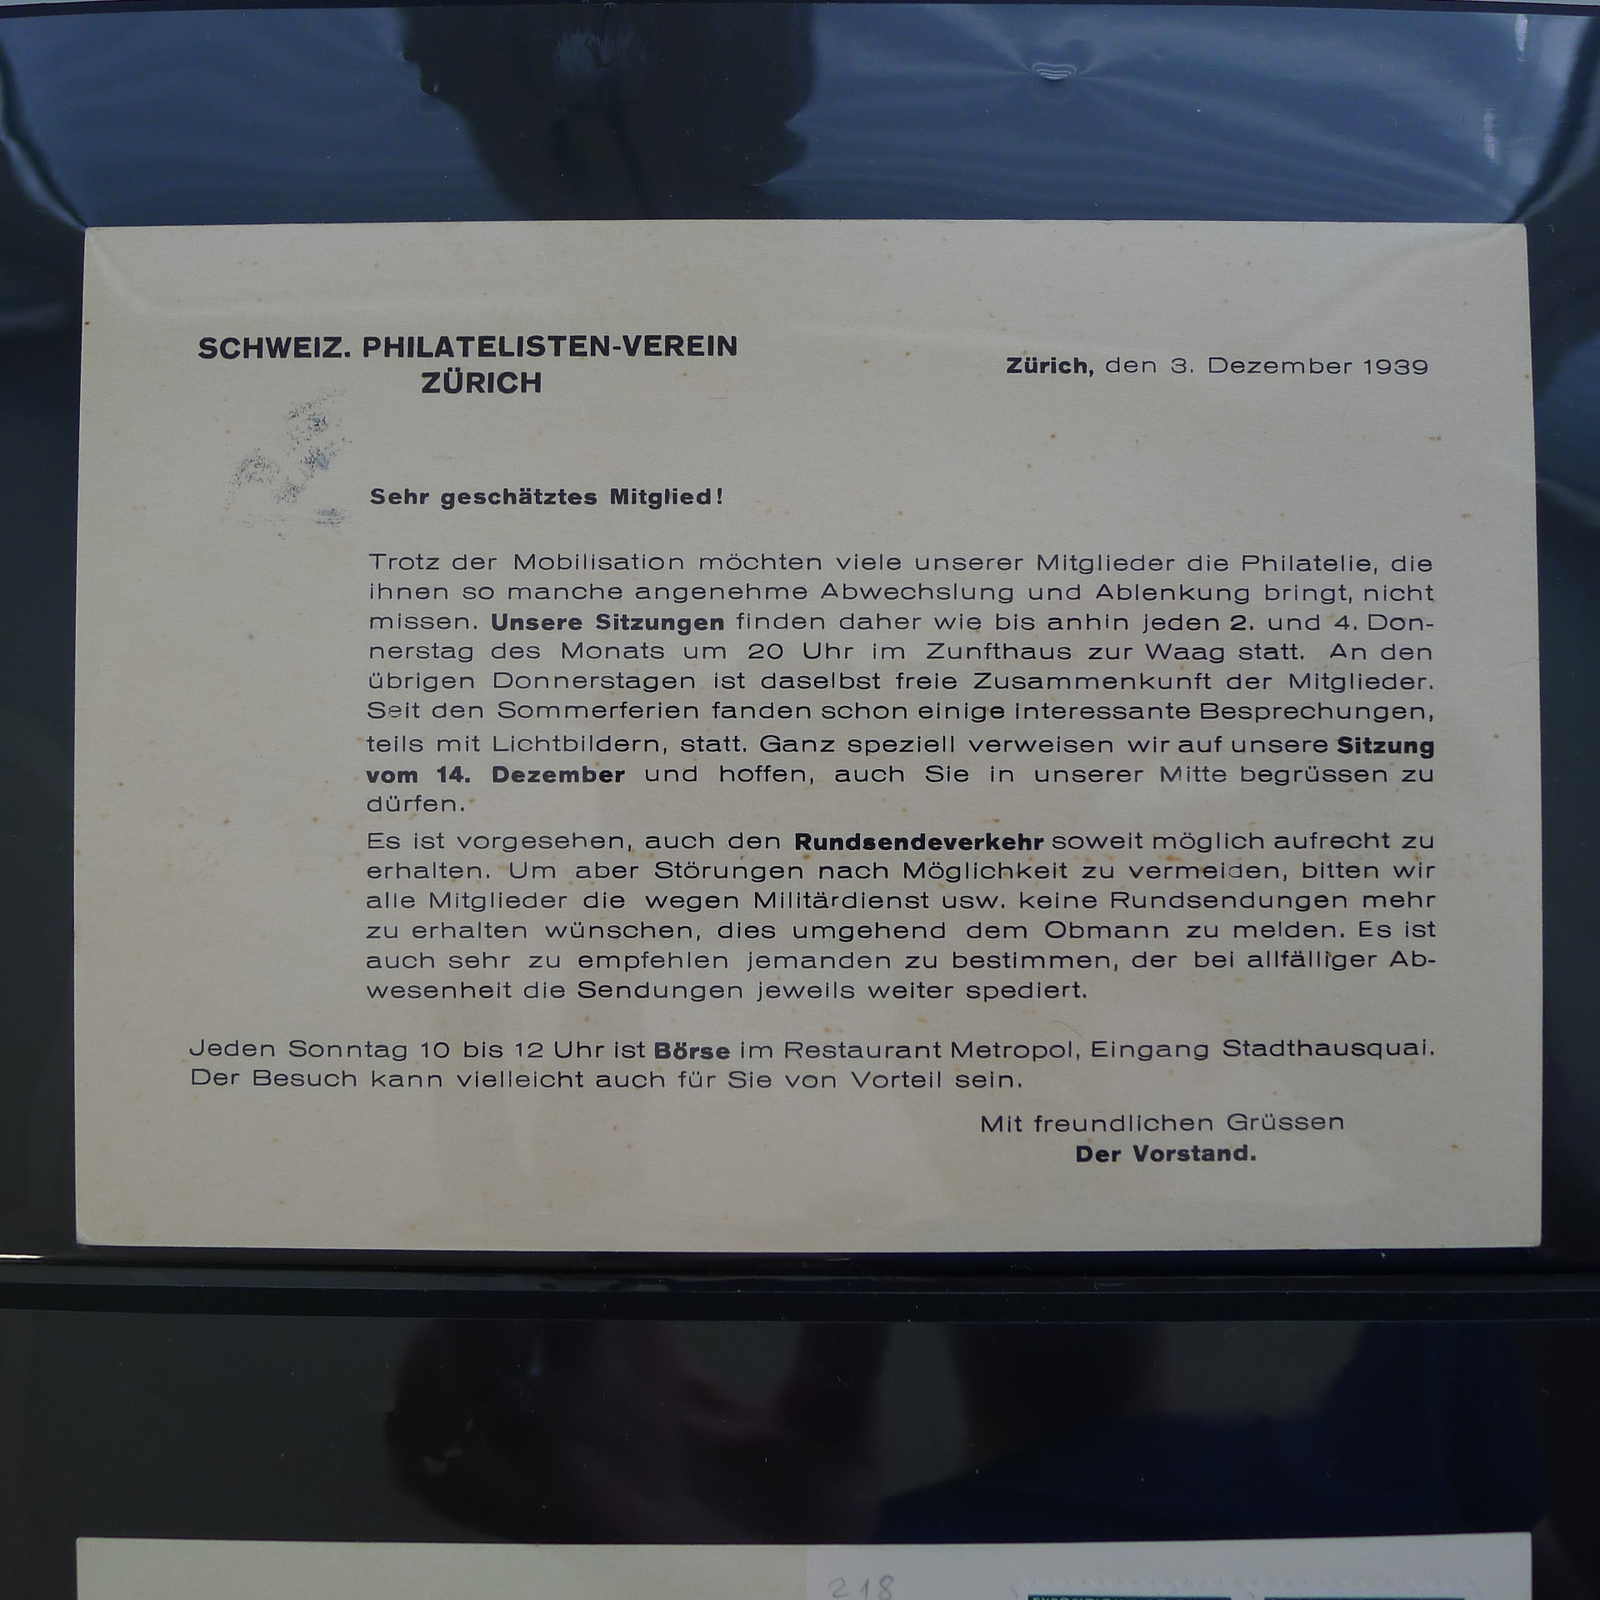 SCHWEIZ. PHILATELISTEN-VEREIN
ZÜRICH
Zürich, den 3. Dezember 1939
Sehr geschätztes Mitglied!
Trotz der Mobilisation möchten viele unserer Mitglieder die Philatelie, die
ihnen so manche angenehme Abwechslung und Ablenkung bringt, nicht
missen. Unsere Sitzungen finden daher wie bis anhin jeden 2. und 4. Don-
nerstag des Monats um 20 Uhr im Zunfthaus zur Waag statt. An den
übrigen Donnerstagen ist daselbst freie Zusammenkunft der Mitglieder.
Seit den Sommerferien fanden schon einige interessante Besprechungen,
teils mit Lichtbildern, statt. Ganz speziell verweisen wir auf unsere Sitzung
vom 14. Dezember und hoffen, auch Sie in unserer Mitte begrüssen zu
dürfen.
Es ist vorgesehen, auch den Rundsendeverkehr soweit möglich aufrecht zu
erhalten. Um aber Störungen nach Möglichkeit zu vermeiden, bitten wir
alle Mitglieder die wegen Militärdienst usw. keine Rundsendungen mehr
zu erhalten wünschen, dies umgehend dem Obmann zu melden. Es ist
auch sehr zu empfehlen jemanden zu bestimmen, der bei allfälliger Ab-
wesenheit die Sendungen jeweils weiter spediert.
Jeden Sonntag 10 bis 12 Uhr ist Börse im Restaurant Metropol, Eingang Stadthausquai.
Der Besuch kann vielleicht auch für Sie von Vorteil sein.
Mit freundlichen Grüssen
Der Vorstand.
218